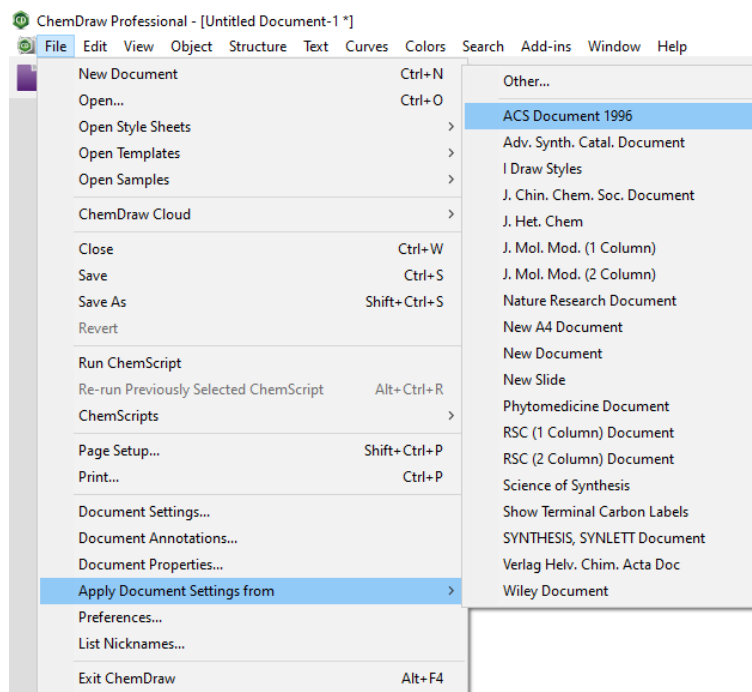 ChemDraw Professional - [Untitled Document-1 *]
File Edit View Object Structure Text Curves Colors Search Add-ins Window Help
New Document Ctrl+N
Open... Ctrl+O
Open Style Sheets
Open Templates
Open Samples
ChemDraw Cloud
Close Ctrl+W
Save Ctrl+S
Save As Shift+Ctrl+S
Revert
Run ChemScript
Re-run Previously Selected ChemScript Alt+Ctrl+R
ChemScripts
Page Setup... Shift+Ctrl+P
Print... Ctrl+P
Document Settings...
Document Annotations...
Document Properties...
Apply Document Settings from
Preferences...
List Nicknames...
Exit ChemDraw Alt+F4
Other...
ACS Document 1996
Adv. Synth. Catal. Document
I Draw Styles
J. Chin. Chem. Soc. Document
J. Het. Chem
J. Mol. Mod. (1 Column)
J. Mol. Mod. (2 Column)
Nature Research Document
New A4 Document
New Document
New Slide
Phytomedicine Document
RSC (1 Column) Document
RSC (2 Column) Document
Science of Synthesis
Show Terminal Carbon Labels
SYNTHESIS, SYNLETT Document
Verlag Helv. Chim. Acta Doc
Wiley Document